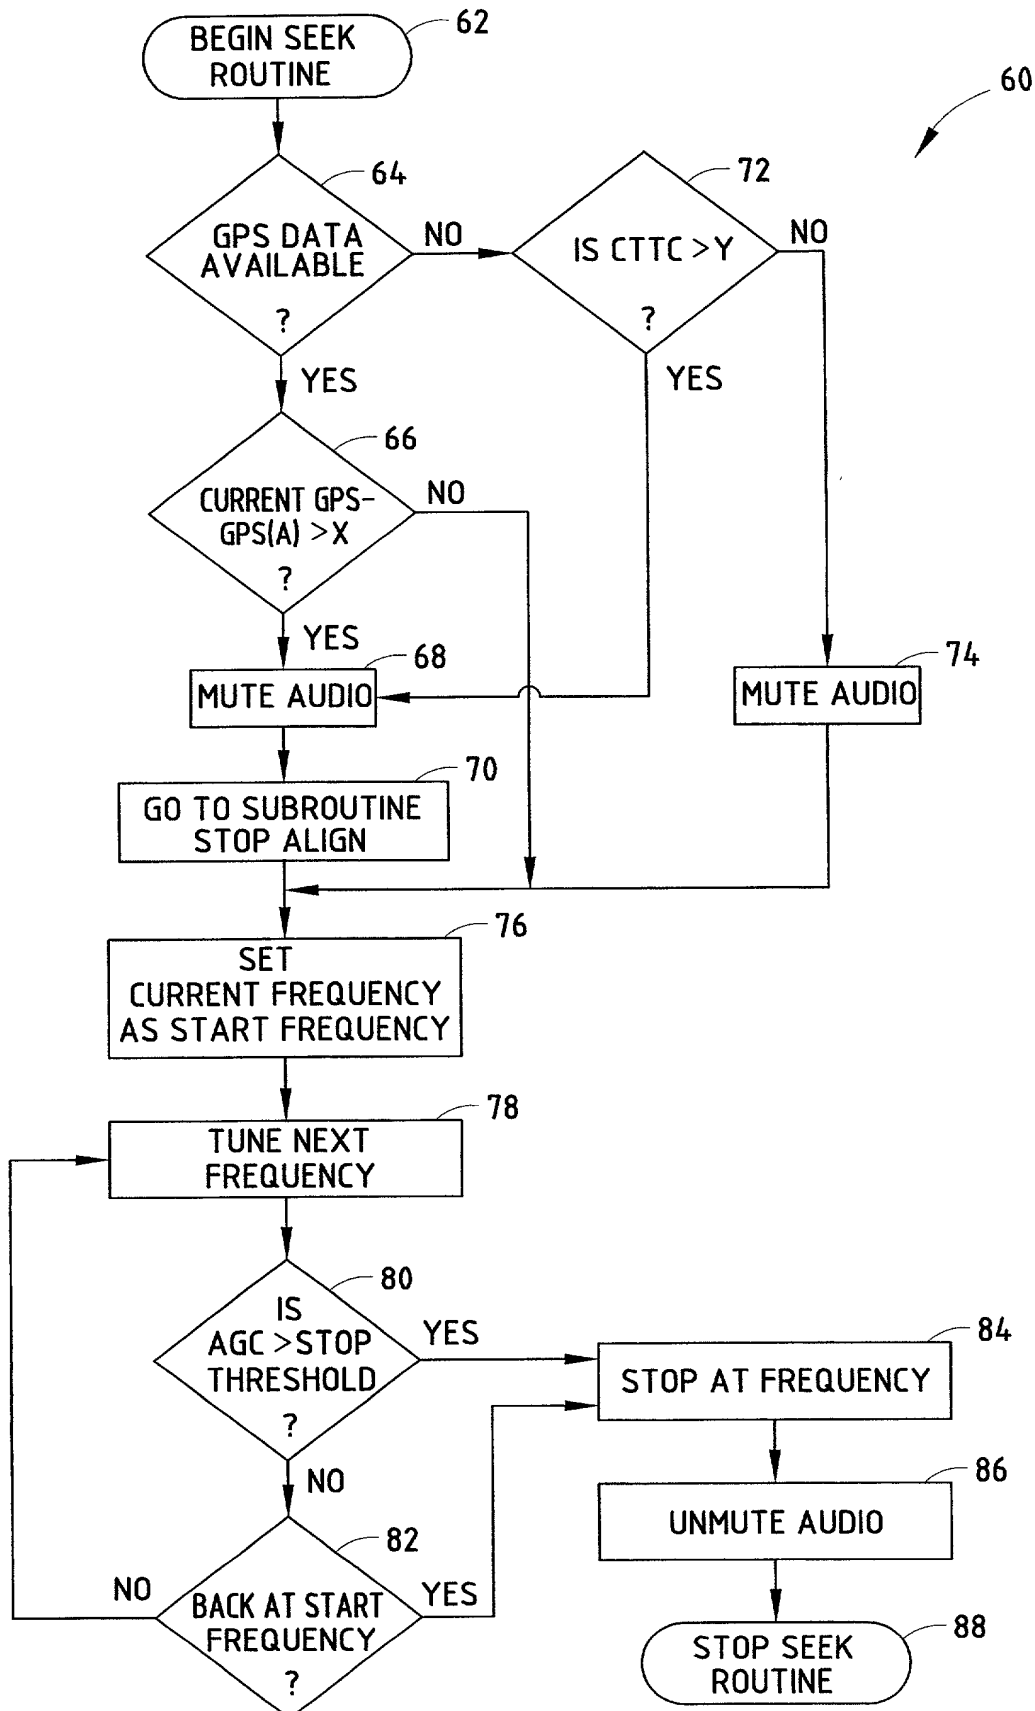 BEGIN SEEK
ROUTINE
62
60
64
GPS DATA
AVAILABLE
?
NO
72
IS CTTC >Y
?
NO
YES
YES
66
CURRENT GPS-
GPS(A) >X
?
NO
YES
68
MUTE AUDIO
74
MUTE AUDIO
70
GO TO SUBROUTINE
STOP ALIGN
76
SET
CURRENT FREQUENCY
AS START FREQUENCY
78
TUNE NEXT
FREQUENCY
80
IS
AGC >STOP
THRESHOLD
?
YES
NO
84
STOP AT FREQUENCY
86
UNMUTE AUDIO
82
BACK AT START
FREQUENCY
?
NO
YES
88
STOP SEEK
ROUTINE